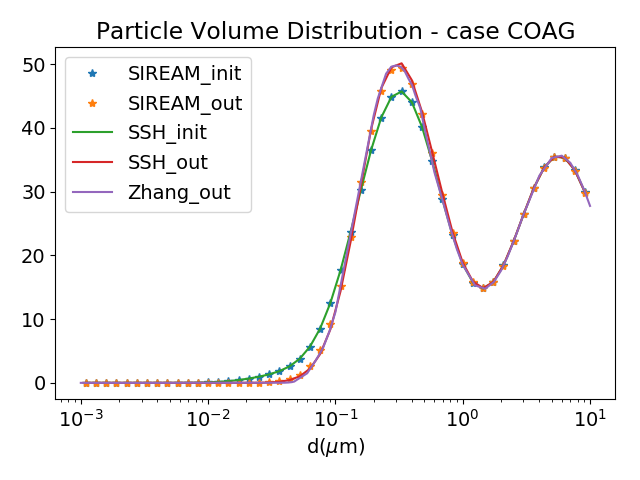 Particle Volume Distribution - case COAG
SIREAM_init
SIREAM_out
SSH_init
SSH_out
Zhang_out
50
40
30
20
10
0
10⁻³ 10⁻² 10⁻¹ 10⁰ 10¹
d(μm)